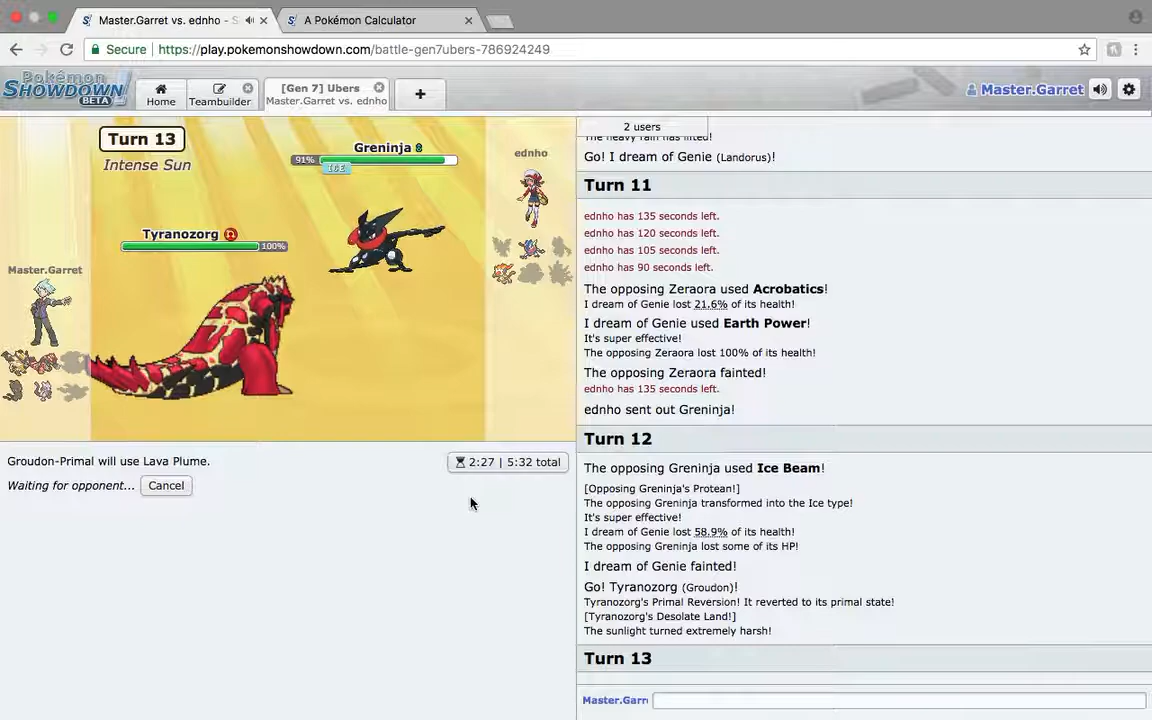 Master.Garret vs. ednho - S
A Pokémon Calculator
Secure | https://play.pokemonshowdown.com/battle-gen7ubers-786924249
Pokémon
SHOWDOWN
BETA
Home
Teambuilder
[Gen 7] Ubers
Master.Garret vs. ednho
+
Master.Garret
Turn 13
Intense Sun
Greninja
91%
ICE
ednho
Tyranozorg
100%
Master.Garret
Groudon-Primal will use Lava Plume.
2:27 | 5:32 total
Waiting for opponent...
Cancel
2 users
The heavy rain has lifted!
Go! I dream of Genie (Landorus)!
Turn 11
ednho has 135 seconds left.
ednho has 120 seconds left.
ednho has 105 seconds left.
ednho has 90 seconds left.
The opposing Zeraora used Acrobatics!
I dream of Genie lost 21.6% of its health!
I dream of Genie used Earth Power!
It's super effective!
The opposing Zeraora lost 100% of its health!
The opposing Zeraora fainted!
ednho has 135 seconds left.
ednho sent out Greninja!
Turn 12
The opposing Greninja used Ice Beam!
[Opposing Greninja's Protean!]
The opposing Greninja transformed into the Ice type!
It's super effective!
I dream of Genie lost 58.9% of its health!
The opposing Greninja lost some of its HP!
I dream of Genie fainted!
Go! Tyranozorg (Groudon)!
Tyranozorg's Primal Reversion! It reverted to its primal state!
[Tyranozorg's Desolate Land!]
The sunlight turned extremely harsh!
Turn 13
Master.Garr